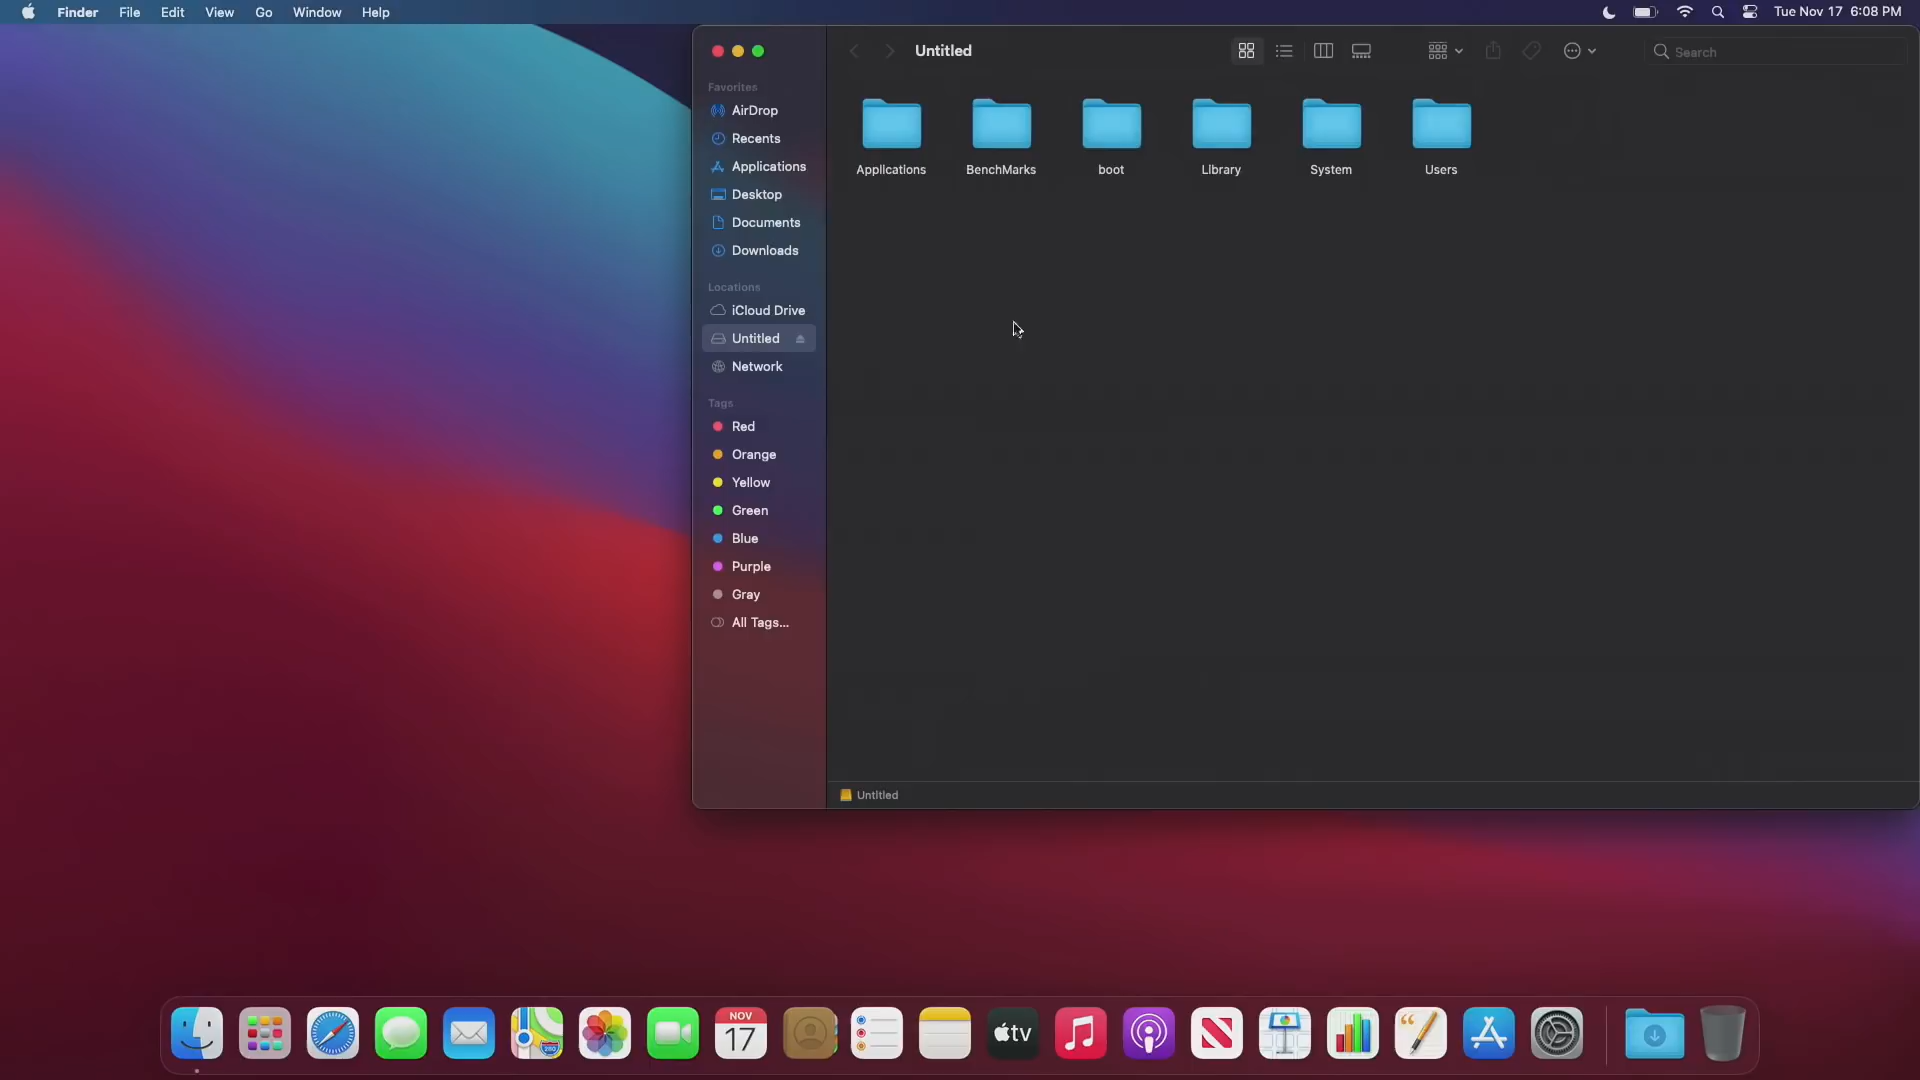 Finder File Edit View Go Window Help
Tue Nov 17 6:08 PM
Untitled
Search
Favorites
AirDrop
Recents
Applications
Desktop
Documents
Downloads
Locations
iCloud Drive
Untitled
Network
Tags
Red
Orange
Yellow
Green
Blue
Purple
Gray
All Tags...
Applications BenchMarks boot Library System Users
Untitled
NOV
17
280
tv